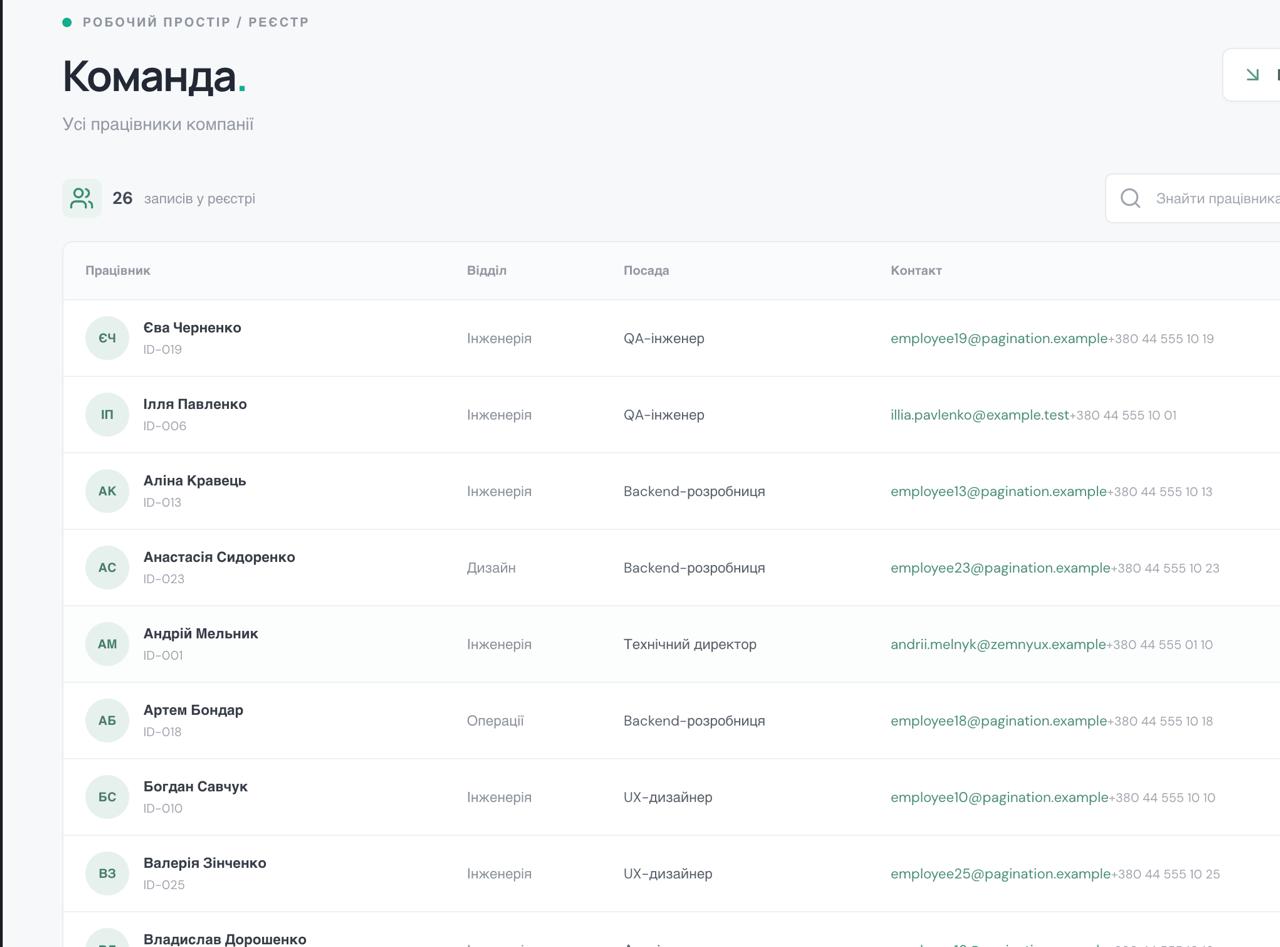 РОБОЧИЙ ПРОСТІР / РЕЄСТР
Команда.
Усі працівники компанії
26 записів у реєстрі
Знайти працівника
Працівник Відділ Посада Контакт
ЄЧ Єва Черненко Інженерія QA-інженер employee19@pagination.example+380 44 555 10 19
ID-019
ІП Ілля Павленко Інженерія QA-інженер illia.pavlenko@example.test+380 44 555 10 01
ID-006
АК Аліна Кравець Інженерія Backend-розробниця employee13@pagination.example+380 44 555 10 13
ID-013
АС Анастасія Сидоренко Дизайн Backend-розробниця employee23@pagination.example+380 44 555 10 23
ID-023
АМ Андрій Мельник Інженерія Технічний директор andrii.melnyk@zemnyux.example+380 44 555 01 10
ID-001
АБ Артем Бондар Операції Backend-розробниця employee18@pagination.example+380 44 555 10 18
ID-018
БС Богдан Савчук Інженерія UX-дизайнер employee10@pagination.example+380 44 555 10 10
ID-010
ВЗ Валерія Зінченко Інженерія UX-дизайнер employee25@pagination.example+380 44 555 10 25
ID-025
Владислав Дорошенко